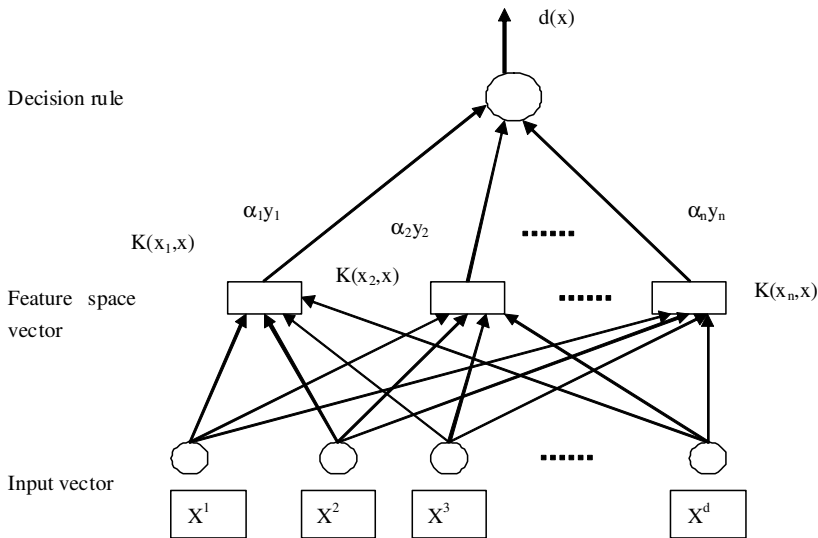 d(x)
Decision rule
α₁y₁
α₂y₂
αₙyₙ
K(x₁,x)
K(x₂,x)
K(xₙ,x)
Feature space
vector
Input vector
X¹
X²
X³
Xᵈ